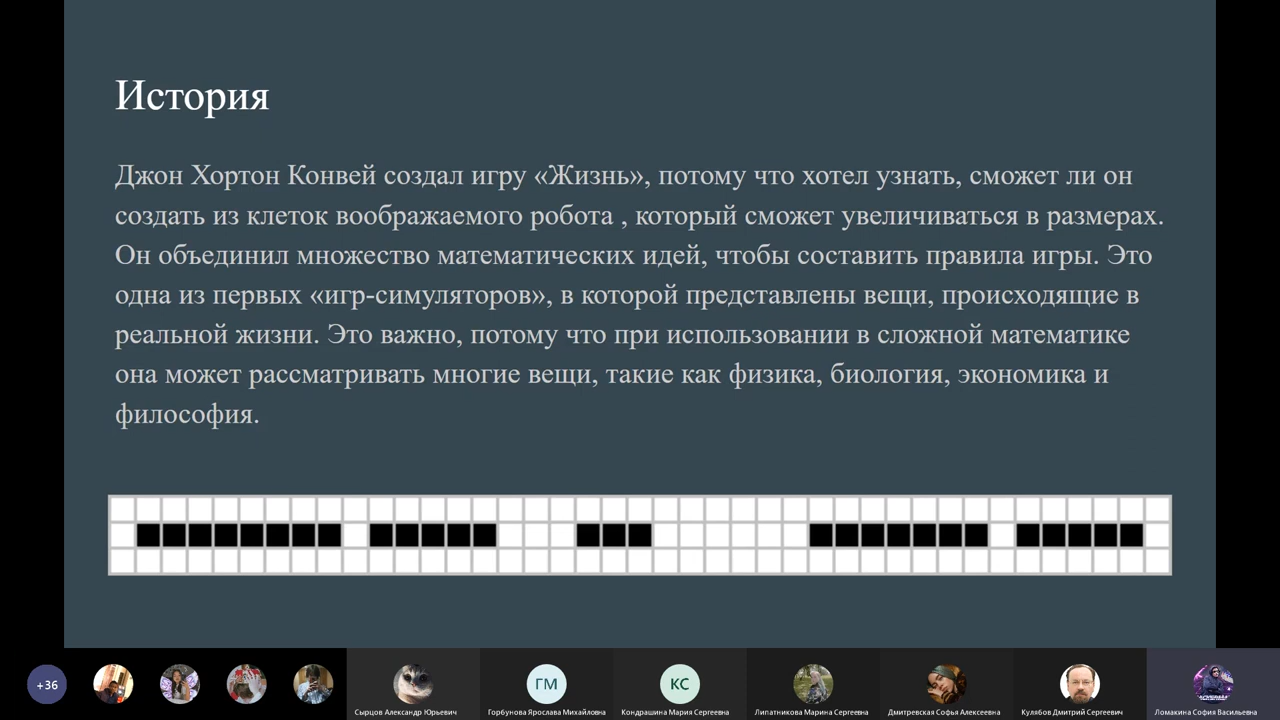 История
Джон Хортон Конвей создал игру «Жизнь», потому что хотел узнать, сможет ли он
создать из клеток воображаемого робота , который сможет увеличиваться в размерах.
Он объединил множество математических идей, чтобы составить правила игры. Это
одна из первых «игр-симуляторов», в которой представлены вещи, происходящие в
реальной жизни. Это важно, потому что при использовании в сложной математике
она может рассматривать многие вещи, такие как физика, биология, экономика и
философия.
+36
ГМ
КС
Сырцов Александр Юрьевич
Горбунова Ярослава Михайловна
Кондрашина Мария Сергеевна
Липатникова Марина Сергеевна
Дмитревская Софья Алексеевна
Кулябов Дмитрий Сергеевич
Ломакина София Васильевна